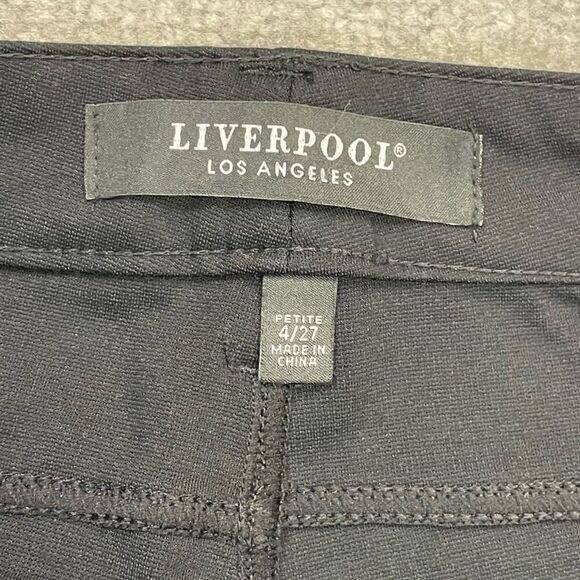 LIVERPOOL®
LOS ANGELES
PETITE
4/27
MADE IN
CHINA